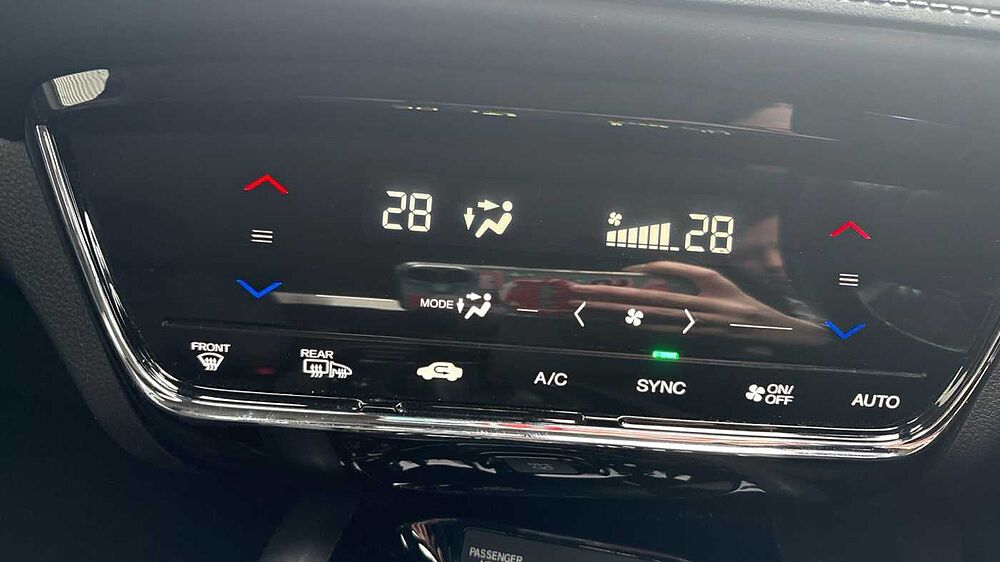 28
28
MODE
FRONT
REAR
A/C
SYNC
ON/
OFF
AUTO
PASSENGER